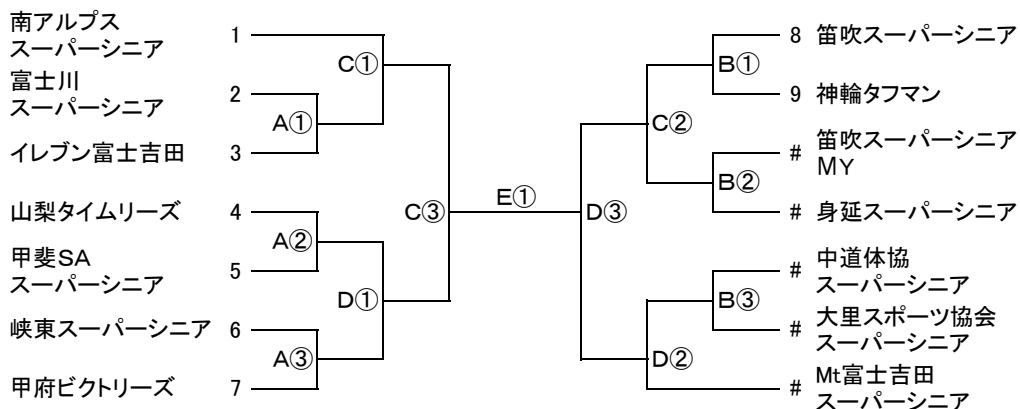 南アルプス
スーパーシニア 1
富士川
スーパーシニア 2
イレブン富士吉田 3
山梨タイムリーズ 4
甲斐SA
スーパーシニア 5
峡東スーパーシニア 6
甲府ビクトリーズ 7
C①
A①
A②
D①
A③
C③
E①
D③
B①
C②
B②
B③
D②
8 笛吹スーパーシニア
9 神輪タフマン
# 笛吹スーパーシニア
MY
# 身延スーパーシニア
# 中道体協
スーパーシニア
# 大里スポーツ協会
スーパーシニア
# Mt富士吉田
スーパーシニア